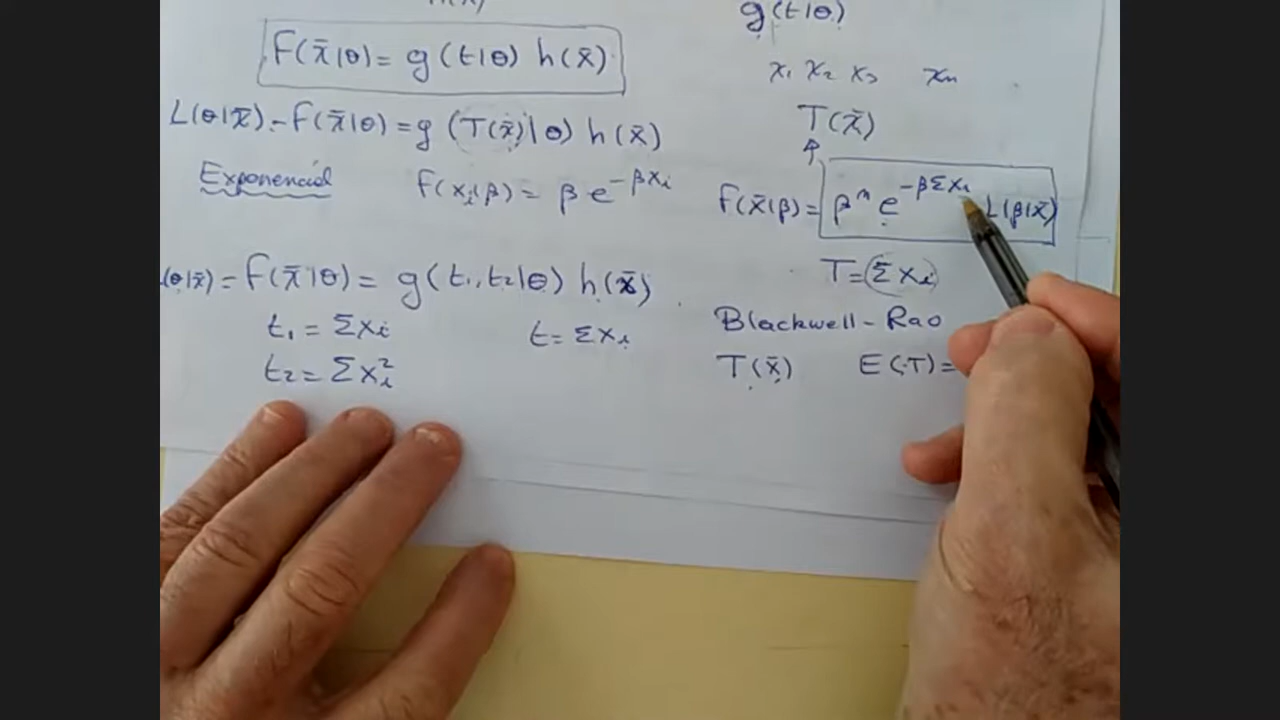 g(t|θ)
F(x̄|θ) = g(t|θ) h(x̄)
x₁ x₂ x₃ xₙ
L(θ|x̄) = F(x̄|θ) = g(T(x̄)|θ) h(x̄)
T(x̄)
Exponencial F(xᵢ|β) = β e^{-βxᵢ}
F(x̄|β) = βⁿ e^{-βΣxᵢ} L(β|x̄)
T = (Σxᵢ)
(θ|x̄) = F(x̄|θ) = g(t₁, t₂|θ) h(x̄)
t₁ = Σxᵢ t = Σxᵢ
t₂ = Σxᵢ²
Blackwell-Rao
T(x̄) E(T) =